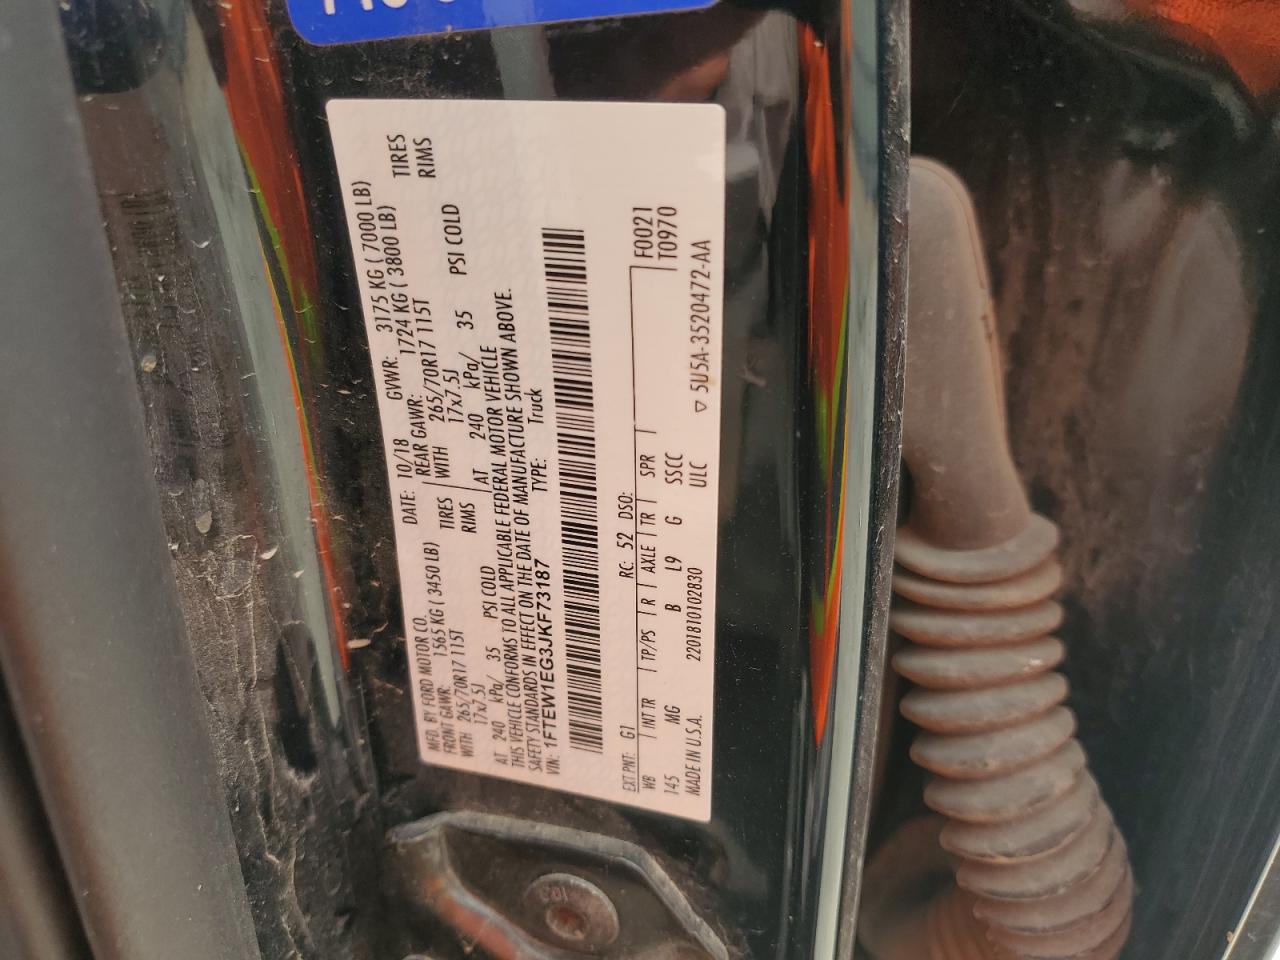 MFD. BY FORD MOTOR CO.
DATE: 10/18 GVWR: 3175 KG ( 7000 LB)
FRONT GAWR: 1565 KG ( 3450 LB)
REAR GAWR: 1724 KG ( 3800 LB)
WITH 265/70R17 115T TIRES
WITH 265/70R17 115T TIRES
17x7.5J RIMS
17x7.5J RIMS
AT 240 kPa/ 35 PSI COLD
AT 240 kPa/ 35 PSI COLD
THIS VEHICLE CONFORMS TO ALL APPLICABLE FEDERAL MOTOR VEHICLE
SAFETY STANDARDS IN EFFECT ON THE DATE OF MANUFACTURE SHOWN ABOVE.
VIN: 1FTEW1EG3JKF73187 TYPE: Truck
F0021
EXT PNT: G1 RC: 52 DSO: T0970
WB INT TR TP/PS R AXLE TR SPR
145 MG B L9 G SSCC
MADE IN U.S.A. 2201810102830 ULC ▽ 5U5A-3520472-AA